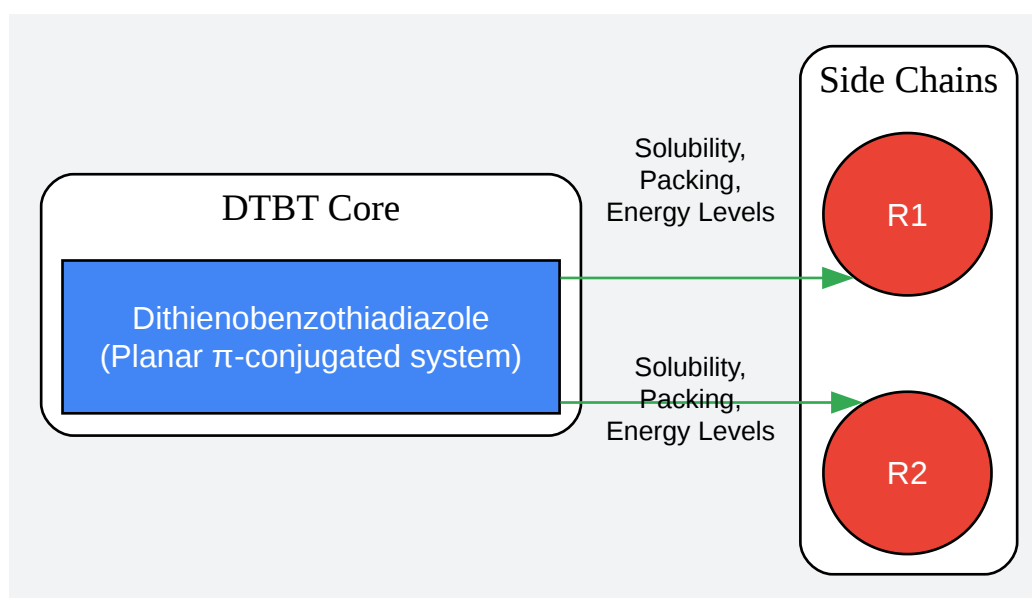 DTBT Core
Dithienobenzothiadiazole
(Planar π-conjugated system)
Solubility,
Packing,
Energy Levels
Solubility,
Packing,
Energy Levels
Side Chains
R1
R2